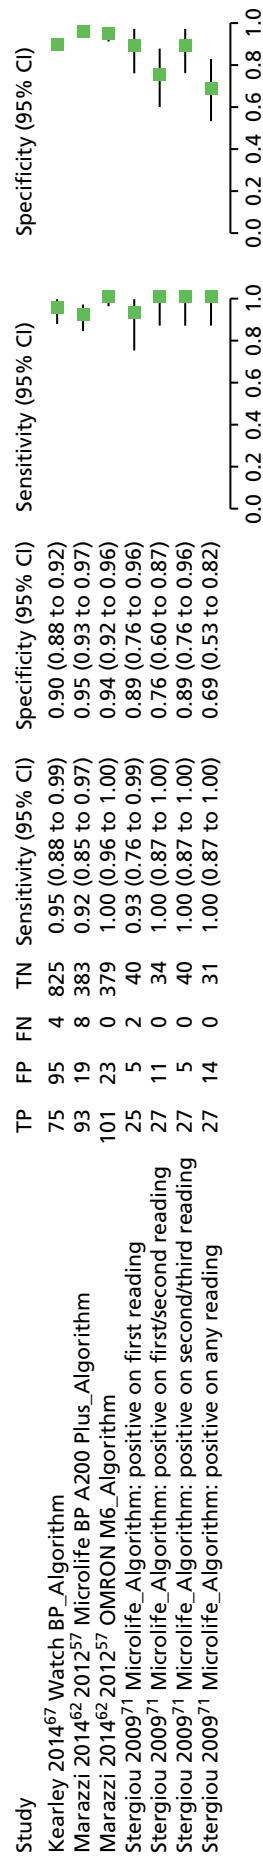 Study TP FP FN TN Sensitivity (95% CI) Specificity (95% CI) Sensitivity (95% CI) Specificity (95% CI)
Kearley 2014⁶⁷ Watch BP_Algorithm 75 95 4 825 0.95 (0.88 to 0.99) 0.90 (0.88 to 0.92)
Marazzi 2014⁶² 2012⁵⁷ Microlife BP A200 Plus_Algorithm 93 19 8 383 0.92 (0.85 to 0.97) 0.95 (0.93 to 0.97)
Marazzi 2014⁶² 2012⁵⁷ OMRON M6_Algorithm 101 23 0 379 1.00 (0.96 to 1.00) 0.94 (0.92 to 0.96)
Stergiou 2009⁷¹ Microlife_Algorithm: positive on first reading 25 5 2 40 0.93 (0.76 to 0.99) 0.89 (0.76 to 0.96)
Stergiou 2009⁷¹ Microlife_Algorithm: positive on first/second reading 27 11 0 34 1.00 (0.87 to 1.00) 0.76 (0.60 to 0.87)
Stergiou 2009⁷¹ Microlife_Algorithm: positive on second/third reading 27 5 0 40 1.00 (0.87 to 1.00) 0.89 (0.76 to 0.96)
Stergiou 2009⁷¹ Microlife_Algorithm: positive on any reading 27 14 0 31 1.00 (0.87 to 1.00) 0.69 (0.53 to 0.82)
0.0 0.2 0.4 0.6 0.8 1.0 0.0 0.2 0.4 0.6 0.8 1.0